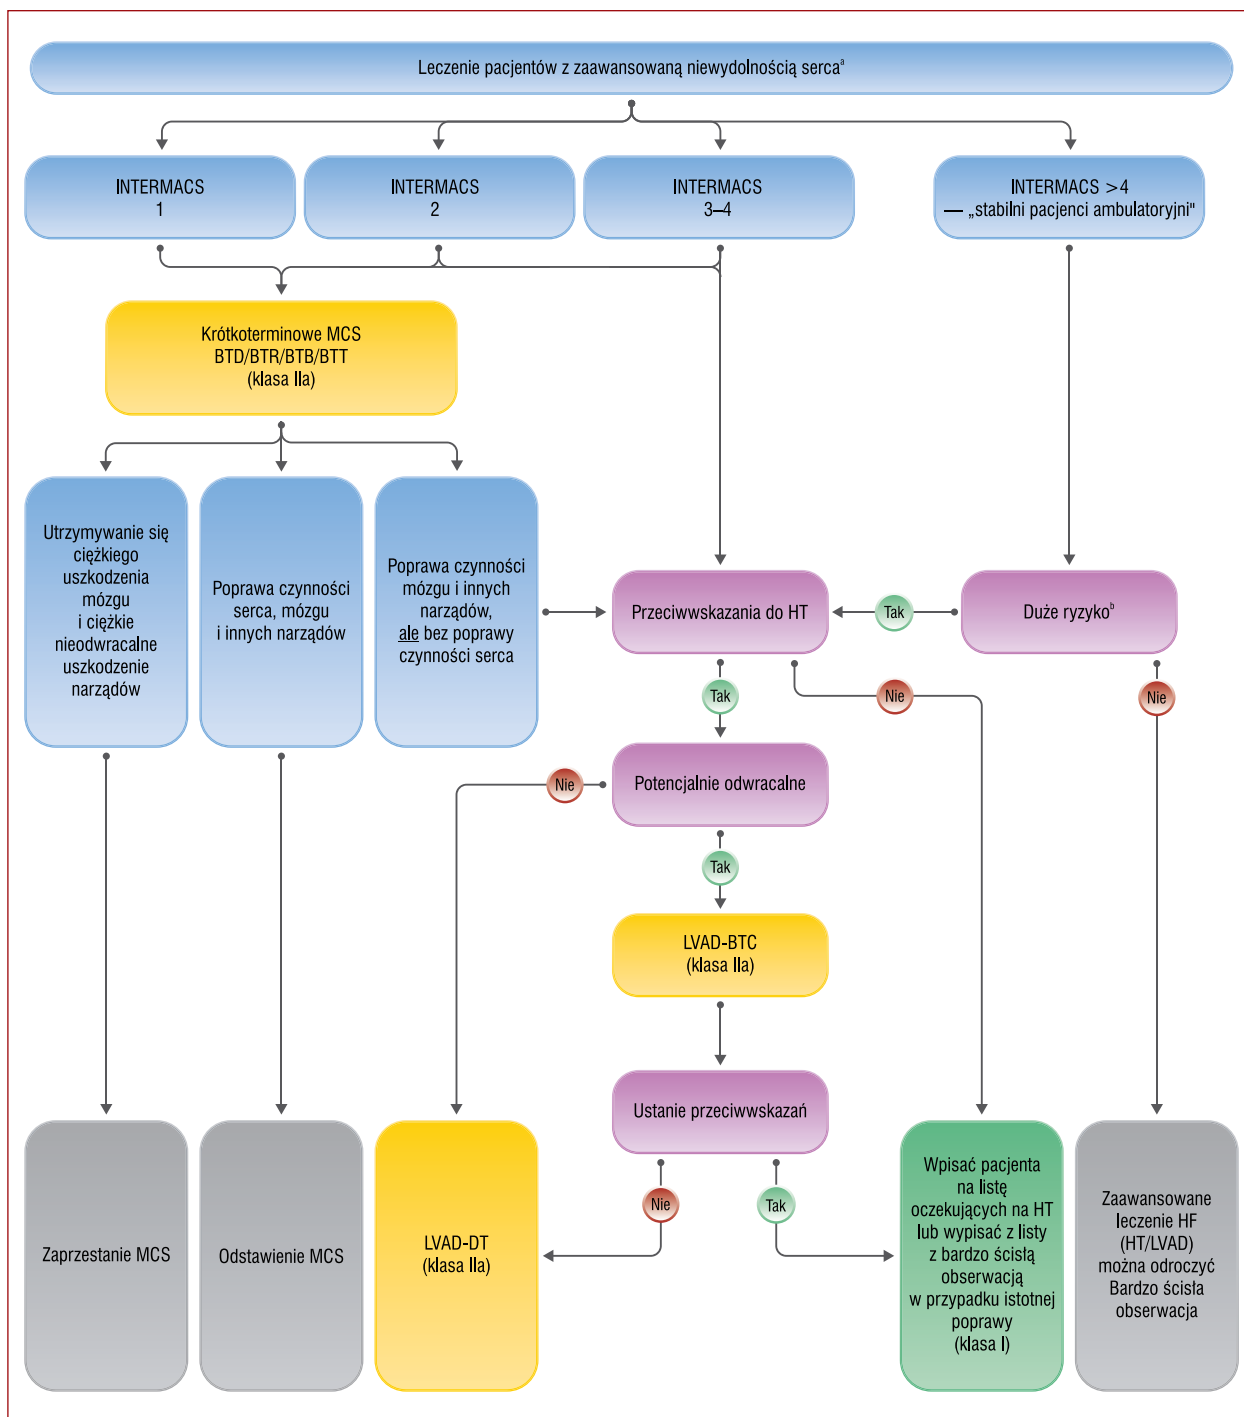 Leczenie pacjentów z zaawansowaną niewydolnością serca^a
INTERMACS
1
INTERMACS
2
INTERMACS
3–4
INTERMACS >4
— „stabilni pacjenci ambulatoryjni"
Krótkoterminowe MCS
BTD/BTR/BTB/BTT
(klasa IIa)
Utrzymywanie się
ciężkiego
uszkodzenia
mózgu
i ciężkie
nieodwracalne
uszkodzenie
narządów
Poprawa czynności
serca, mózgu
i innych narządów
Poprawa czynności
mózgu i innych
narządów,
ale bez poprawy
czynności serca
Przeciwwskazania do HT
Tak
Duże ryzyko^b
Tak
Nie
Nie
Potencjalnie odwracalne
Nie
Tak
LVAD-BTC
(klasa IIa)
Ustanie przeciwwskazań
Nie
Tak
Zaprzestanie MCS
Odstawienie MCS
LVAD-DT
(klasa IIa)
Wpisać pacjenta
na listę
oczekujących na HT
lub wypisać z listy
z bardzo ścisłą
obserwacją
w przypadku istotnej
poprawy
(klasa I)
Zaawansowane
leczenie HF
(HT/LVAD)
można odroczyć
Bardzo ścisła
obserwacja